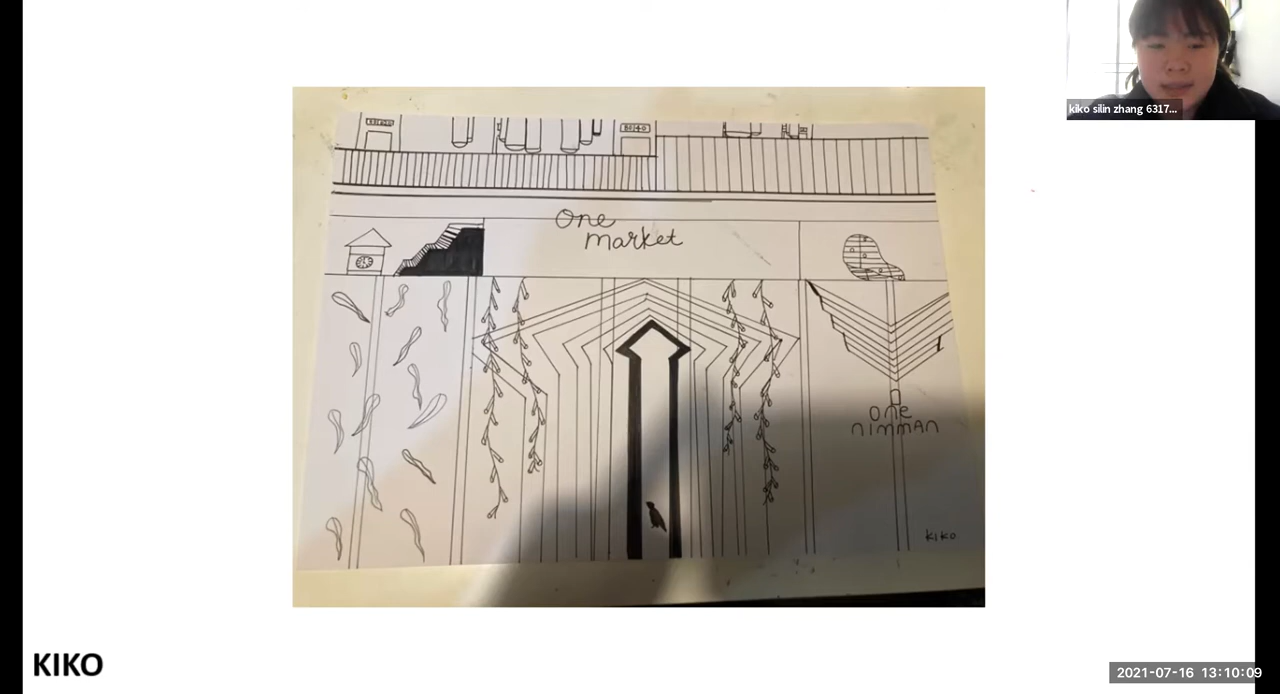 kiko silin zhang 6317...
One
market
one
nimman
kiko
KIKO
2021-07-16 13:10:09